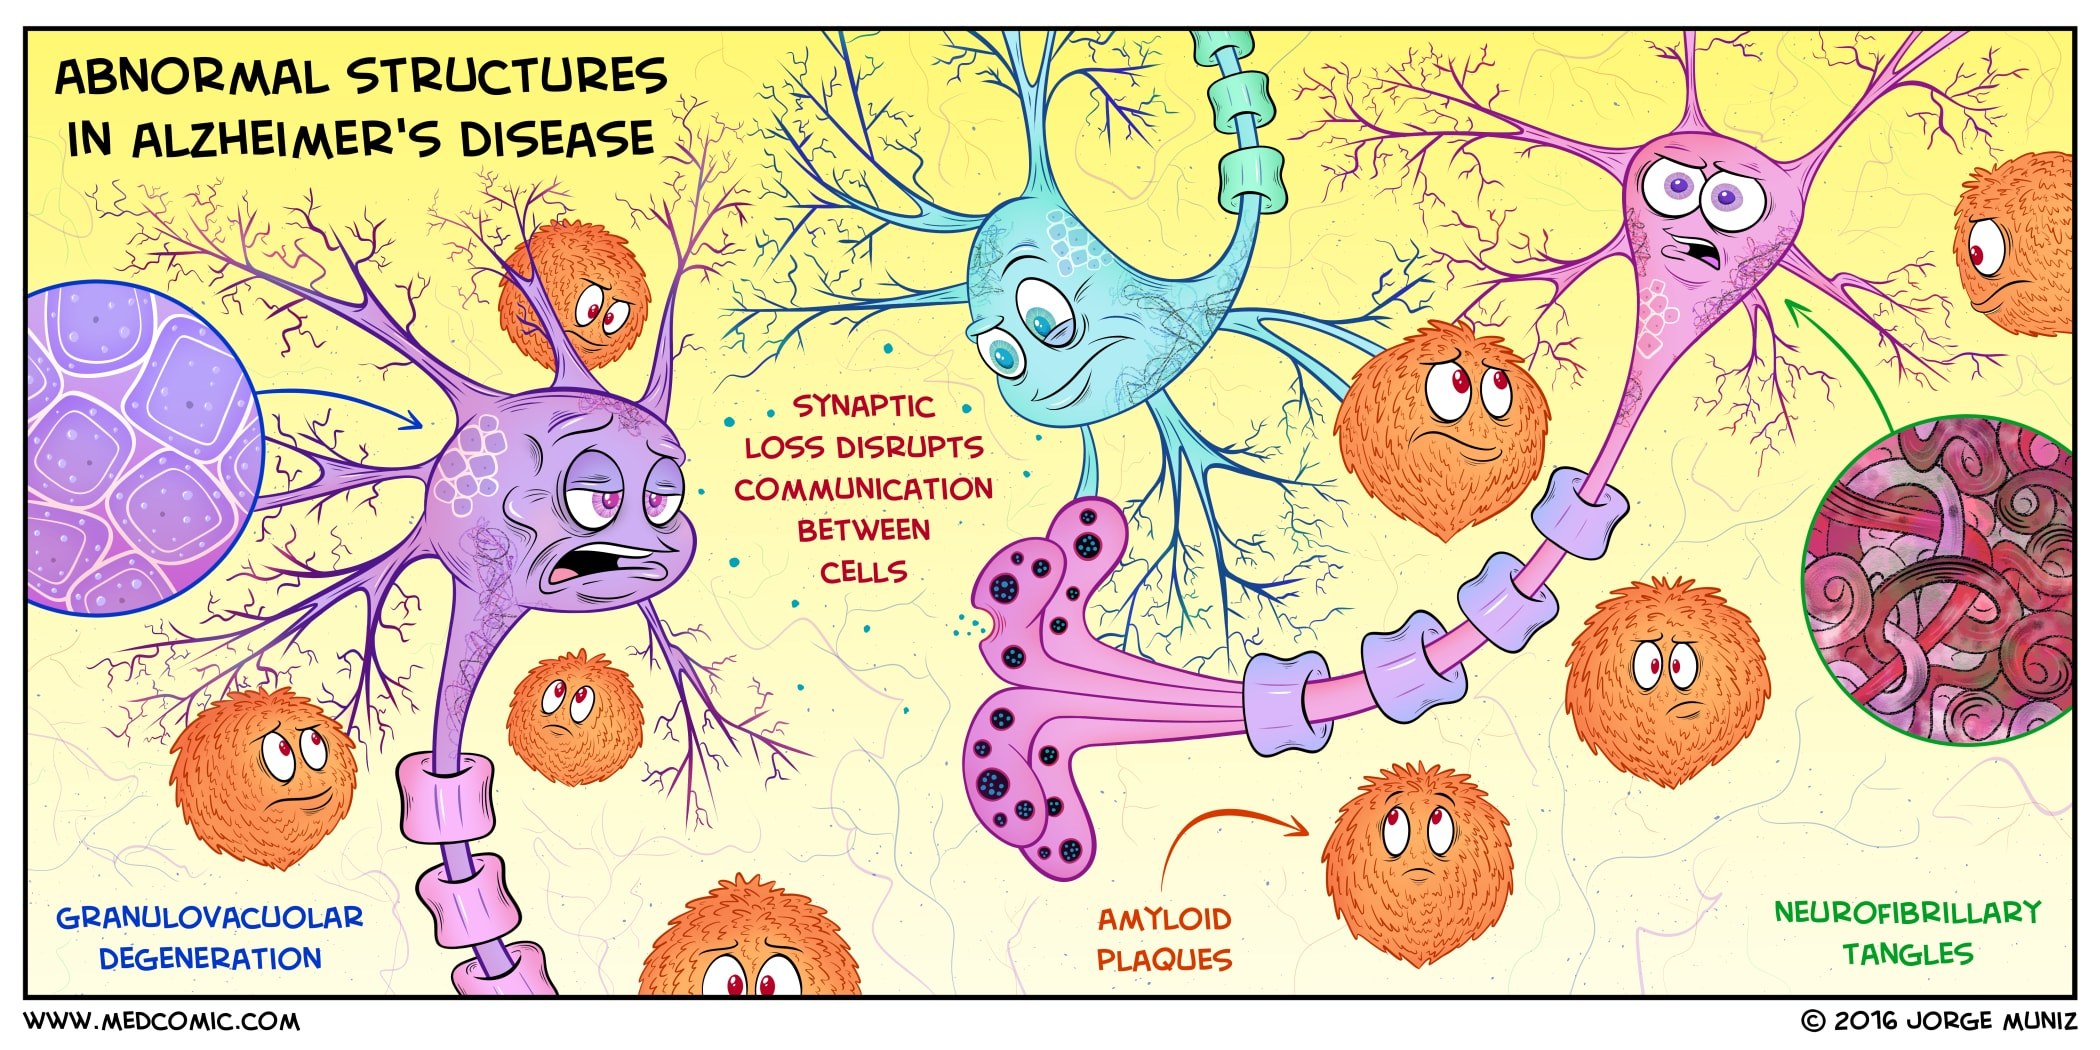 ABNORMAL STRUCTURES
IN ALZHEIMER'S DISEASE
SYNAPTIC
LOSS DISRUPTS
COMMUNICATION
BETWEEN
CELLS
GRANULOVACUOLAR
DEGENERATION
AMYLOID
PLAQUES
NEUROFIBRILLARY
TANGLES
WWW.MEDCOMIC.COM
© 2016 JORGE MUNIZ